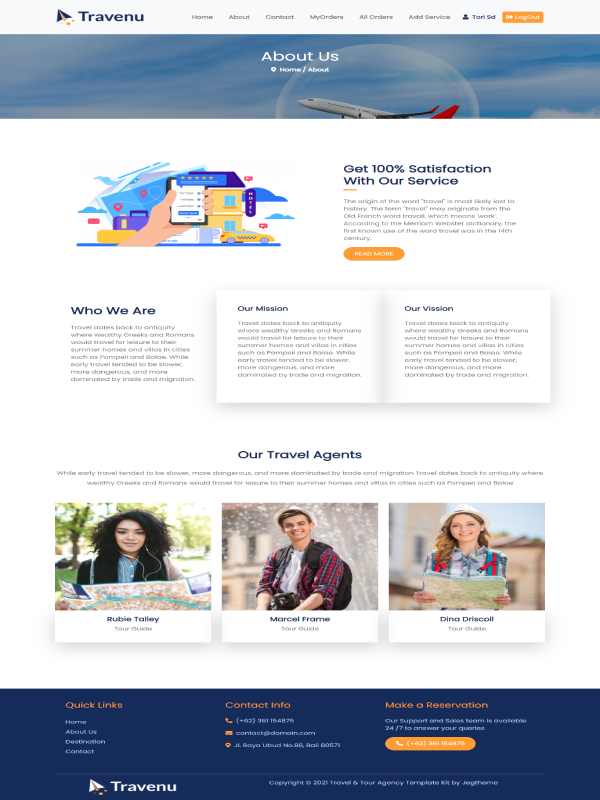 Travenu
Home About Contact MyOrders All Orders Add Service Tori Sd LogOut
About Us
Home / About
HOTEL
Get 100% Satisfaction
With Our Service
The origin of the word "travel" is most likely lost to
history. The term "travel" may originate from the
Old French word travail, which means 'work'.
According to the Merriam Webster dictionary, the
first known use of the word travel was in the 14th
century.
READ MORE
Who We Are
Travel dates back to antiquity
where wealthy Greeks and Romans
would travel for leisure to their
summer homes and villas in cities
such as Pompeii and Baiae. While
early travel tended to be slower,
more dangerous, and more
dominated by trade and migration.
Our Mission
Travel dates back to antiquity
where wealthy Greeks and Romans
would travel for leisure to their
summer homes and villas in cities
such as Pompeii and Baiae. While
early travel tended to be slower,
more dangerous, and more
dominated by trade and migration.
Our Vission
Travel dates back to antiquity
where wealthy Greeks and Romans
would travel for leisure to their
summer homes and villas in cities
such as Pompeii and Baiae. While
early travel tended to be slower,
more dangerous, and more
dominated by trade and migration.
Our Travel Agents
While early travel tended to be slower, more dangerous, and more dominated by trade and migration Travel dates back to antiquity where
wealthy Greeks and Romans would travel for leisure to their summer homes and villas in cities such as Pompeii and Baiae
Rubie Talley
Tour Guide
Marcel Frame
Tour Guide
Dina Driscoll
Tour Guide
Quick Links
Home
About Us
Destination
Contact
Contact Info
(+62) 361 154875
contact@domain.com
Jl. Raya Ubud No.88, Bali 80571
Make a Reservation
Our Support and Sales team is available
24 /7 to answer your queries
(+62) 361 154875
Travenu
Copyright © 2021 Travel & Tour Agency Template Kit by Jegtheme